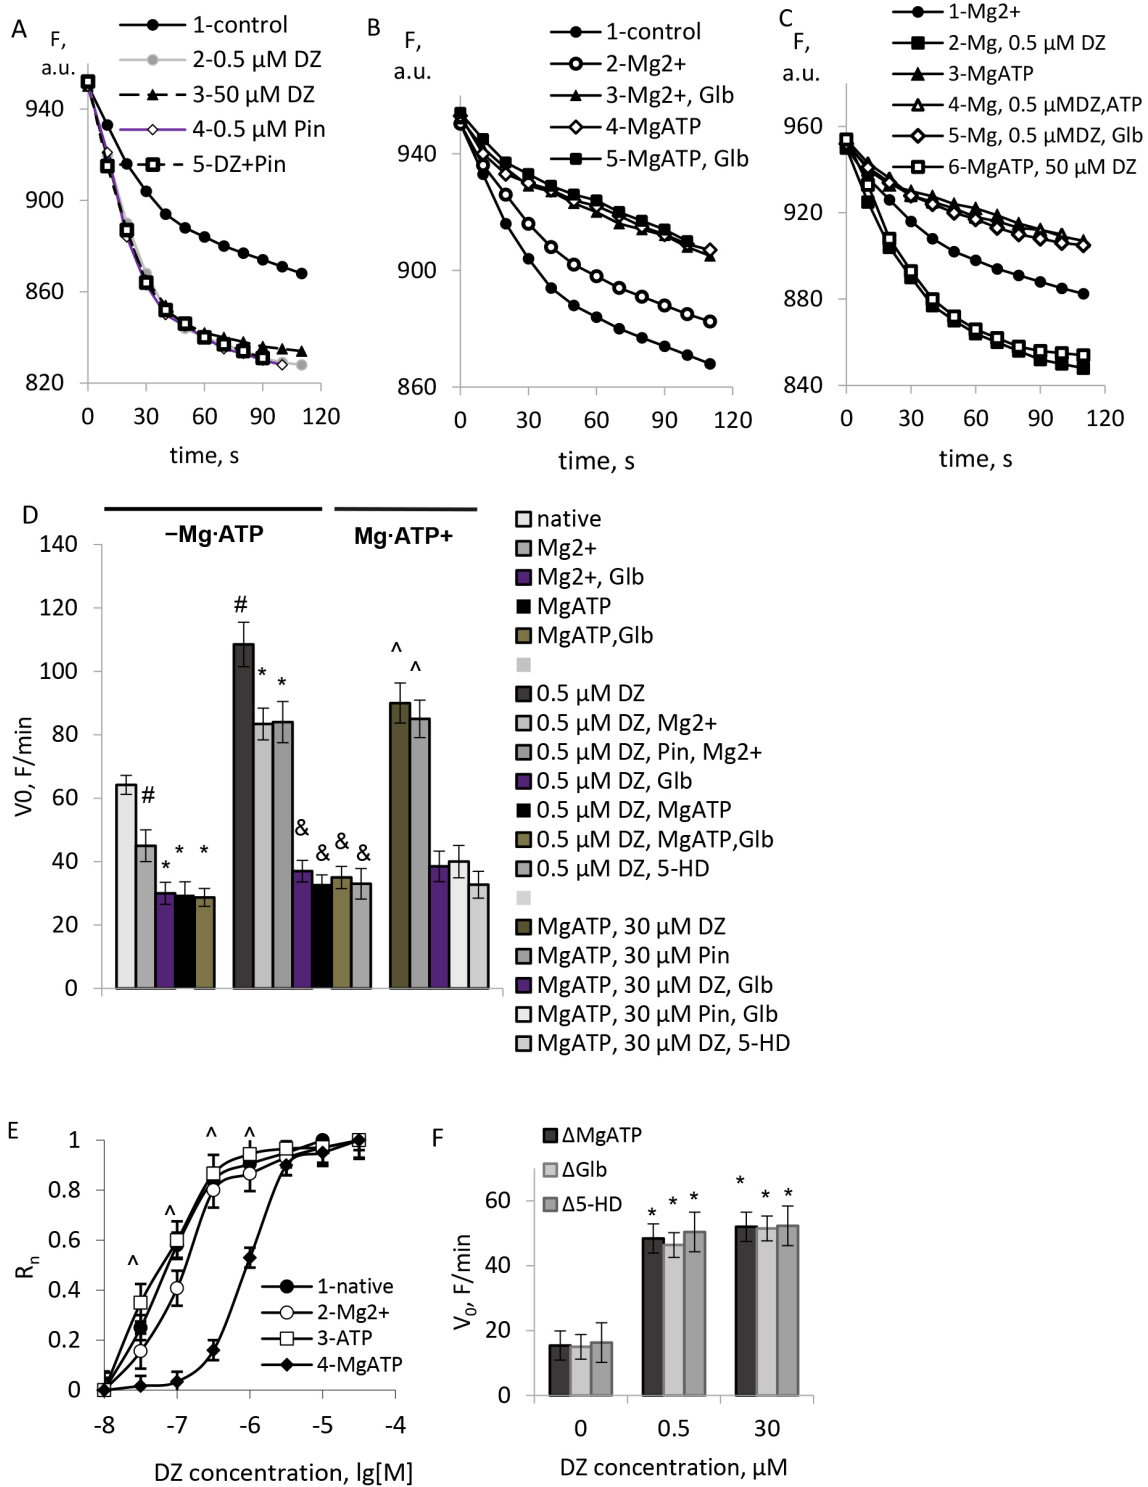 A
F,
a.u.
1-control
2-0.5 µM DZ
3-50 µM DZ
4-0.5 µM Pin
5-DZ+Pin
940
900
860
820
0 30 60 90 120
time, s
B
F,
a.u.
1-control
2-Mg2+
3-Mg2+, Glb
4-MgATP
5-MgATP, Glb
940
900
860
0 30 60 90 120
time, s
C
F,
a.u.
1-Mg2+
2-Mg, 0.5 µM DZ
3-MgATP
4-Mg, 0.5 µMDZ,ATP
5-Mg, 0.5 µMDZ, Glb
6-MgATP, 50 µM DZ
960
920
880
840
0 30 60 90 120
time, s
D
−Mg·ATP
Mg·ATP+
140
120
100
80
60
40
20
0
V0, F/min
# * * * # * * & & & & ^ ^
native
Mg2+
Mg2+, Glb
MgATP
MgATP,Glb
0.5 µM DZ
0.5 µM DZ, Mg2+
0.5 µM DZ, Pin, Mg2+
0.5 µM DZ, Glb
0.5 µM DZ, MgATP
0.5 µM DZ, MgATP,Glb
0.5 µM DZ, 5-HD
MgATP, 30 µM DZ
MgATP, 30 µM Pin
MgATP, 30 µM DZ, Glb
MgATP, 30 µM Pin, Glb
MgATP, 30 µM DZ, 5-HD
E
Rn
1
0.8
0.6
0.4
0.2
0
^ ^ ^ ^
1-native
2-Mg2+
3-ATP
4-MgATP
-8 -7 -6 -5 -4
DZ concentration, lg[M]
F
ΔMgATP
ΔGlb
Δ5-HD
V0, F/min
60
40
20
0
* * * * * *
0 0.5 30
DZ concentration, µM